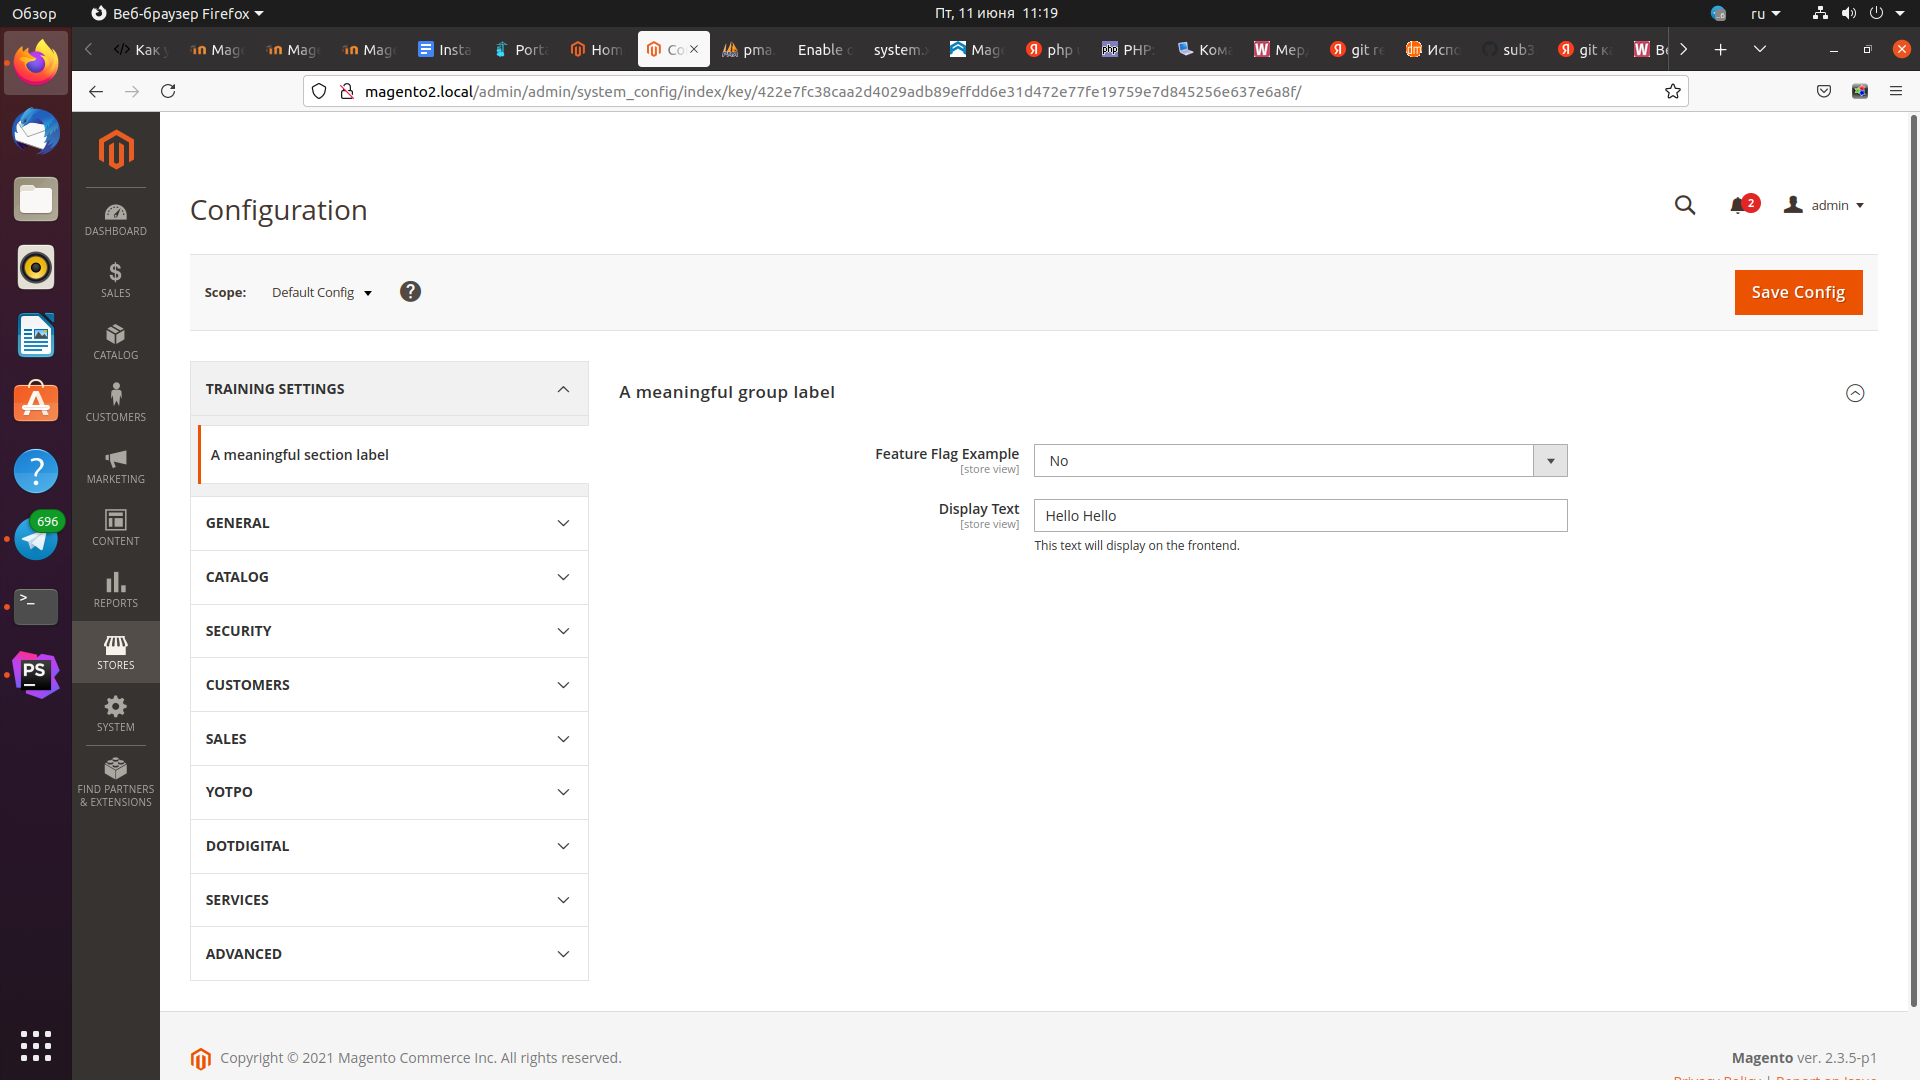 Обзор Веб-браузер Firefox Пт, 11 июня 11:19 ru
Как Mag Mag Mag Insta Port Hom Co pma Enable system. Mag php PHP: Ком Мер git Исп sub3 git Ве
magento2.local/admin/admin/system_config/index/key/422e7fc38caa2d4029adb89effdd6e31d472e77fe19759e7d845256e637e6a8f/
Configuration
2 admin
Scope: Default Config ? Save Config
DASHBOARD
SALES
CATALOG
CUSTOMERS
MARKETING
CONTENT
REPORTS
STORES
SYSTEM
FIND PARTNERS
& EXTENSIONS
696
PS
TRAINING SETTINGS
A meaningful section label
GENERAL
CATALOG
SECURITY
CUSTOMERS
SALES
YOTPO
DOTDIGITAL
SERVICES
ADVANCED
A meaningful group label
Feature Flag Example No
[store view]
Display Text Hello Hello
[store view]
This text will display on the frontend.
Copyright © 2021 Magento Commerce Inc. All rights reserved.
Magento ver. 2.3.5-p1